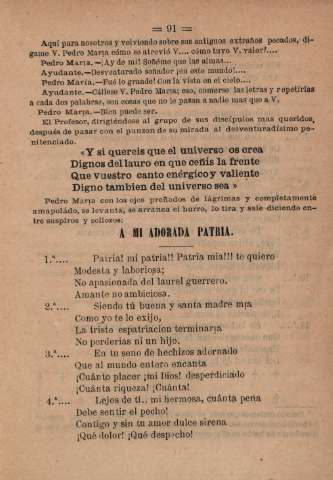 = 91 =
Aquí para nosotros y volviendo sobre sus antiguos extraños pecados, dí-
game V. Pedro Maria cómo se atrevió V.... cómo tuvo V. valor?....
Pedro Maria.—¡Ay de mí! Soñéme que las almas...
Ayudante.—Desventurado soñador ¡en este mundo!....
Pedro Maria.—Fué lo grande! Con la vista en el cielo....
Ayudante.—Cállese V. Pedro Maria; eso, comerse las letras y repetirlas
a cada dos palabras, son cosas que no le pasan a nadie mas que a V.
Pedro Maria.—Bien puede ser.
El Profesor, dirigiéndose al grupo de sus discípulos mas queridos,
después de pasar con el punzon de su mirada al desventuradísimo pe-
nitenciado.
«Y si quereis que el universo os crea
Dignos del lauro en que ceñis la frente
Que vuestro canto enérgico y valiente
Digno tambien del universo sea»
Pedro Maria con los ojos preñados de lágrimas y completamente
amapolado, se levanta, se arranca el burro, lo tira y sale diciendo en-
tre suspiros y sollozos:
A MI ADORADA PATRIA.
1.ª.... Patria! mi patria!! Patria mia!!! te quiero
Modesta y laboriosa;
No apasionada del laurel guerrero.
Amante no ambiciosa.
2.ª.... Siendo tú buena y santa madre mia
Como yo te lo exijo,
La triste espatriacion terminaria
No perderias ni un hijo.
3.ª.... En tu seno de hechizos adornado
Que al mundo entero encanta
¡Cuánto placer ¡mi Dios! desperdiciado
¡Cuánta riqueza! ¡Cuánta!
4.ª.... Lejos de ti.. mi hermosa, cuánta pena
Debe sentir el pecho!
Contigo y sin tu amor dulce sirena
¡Qué dolor! ¡Qué despecho!